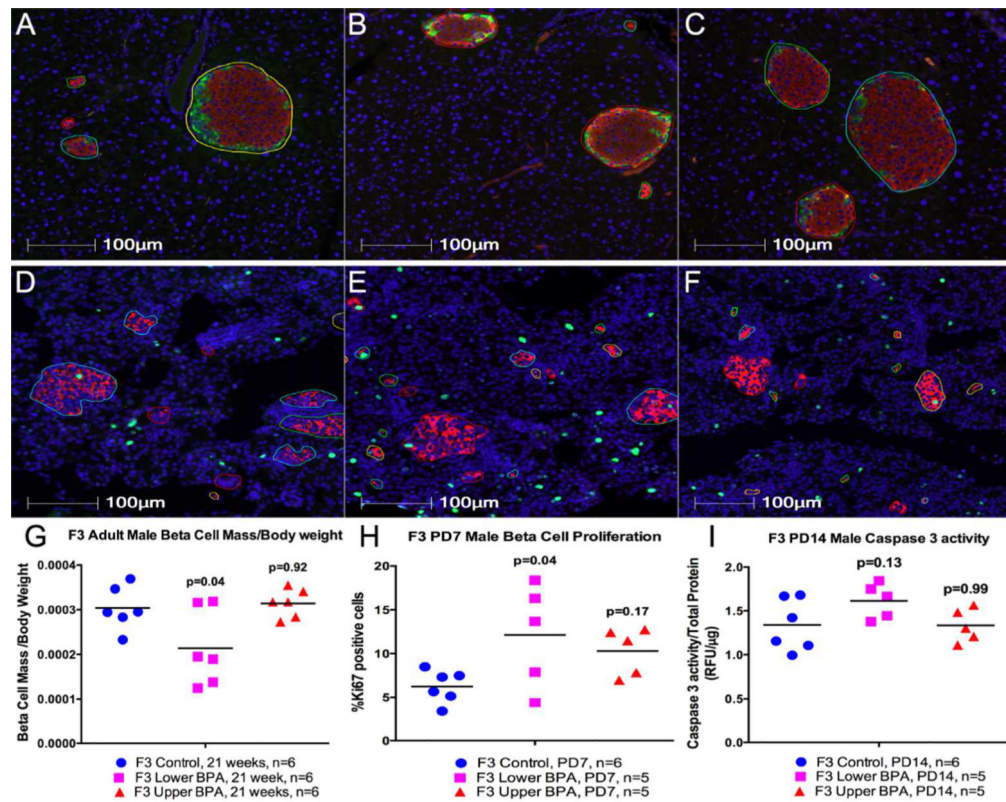 A
B
C
100µm
100µm
100µm
D
E
F
100µm
100µm
100µm
G
F3 Adult Male Beta Cell Mass/Body weight
Beta Cell Mass /Body Weight
0.0004
0.0003
0.0002
0.0001
0.0000
p=0.04
p=0.92
F3 Control, 21 weeks, n=6
F3 Lower BPA, 21 week, n=6
F3 Upper BPA, 21 weeks, n=6
H
F3 PD7 Male Beta Cell Proliferation
%Ki67 positive cells
20
15
10
5
0
p=0.04
p=0.17
F3 Control, PD7, n=6
F3 Lower BPA, PD7, n=5
F3 Upper BPA, PD7, n=5
I
F3 PD14 Male Caspase 3 activity
Caspase 3 activity/Total Protein
(RFU/µg)
2.0
1.5
1.0
0.5
0.0
p=0.13
p=0.99
F3 Control, PD14, n=6
F3 Lower BPA, PD14, n=5
F3 Upper BPA, PD14, n=5